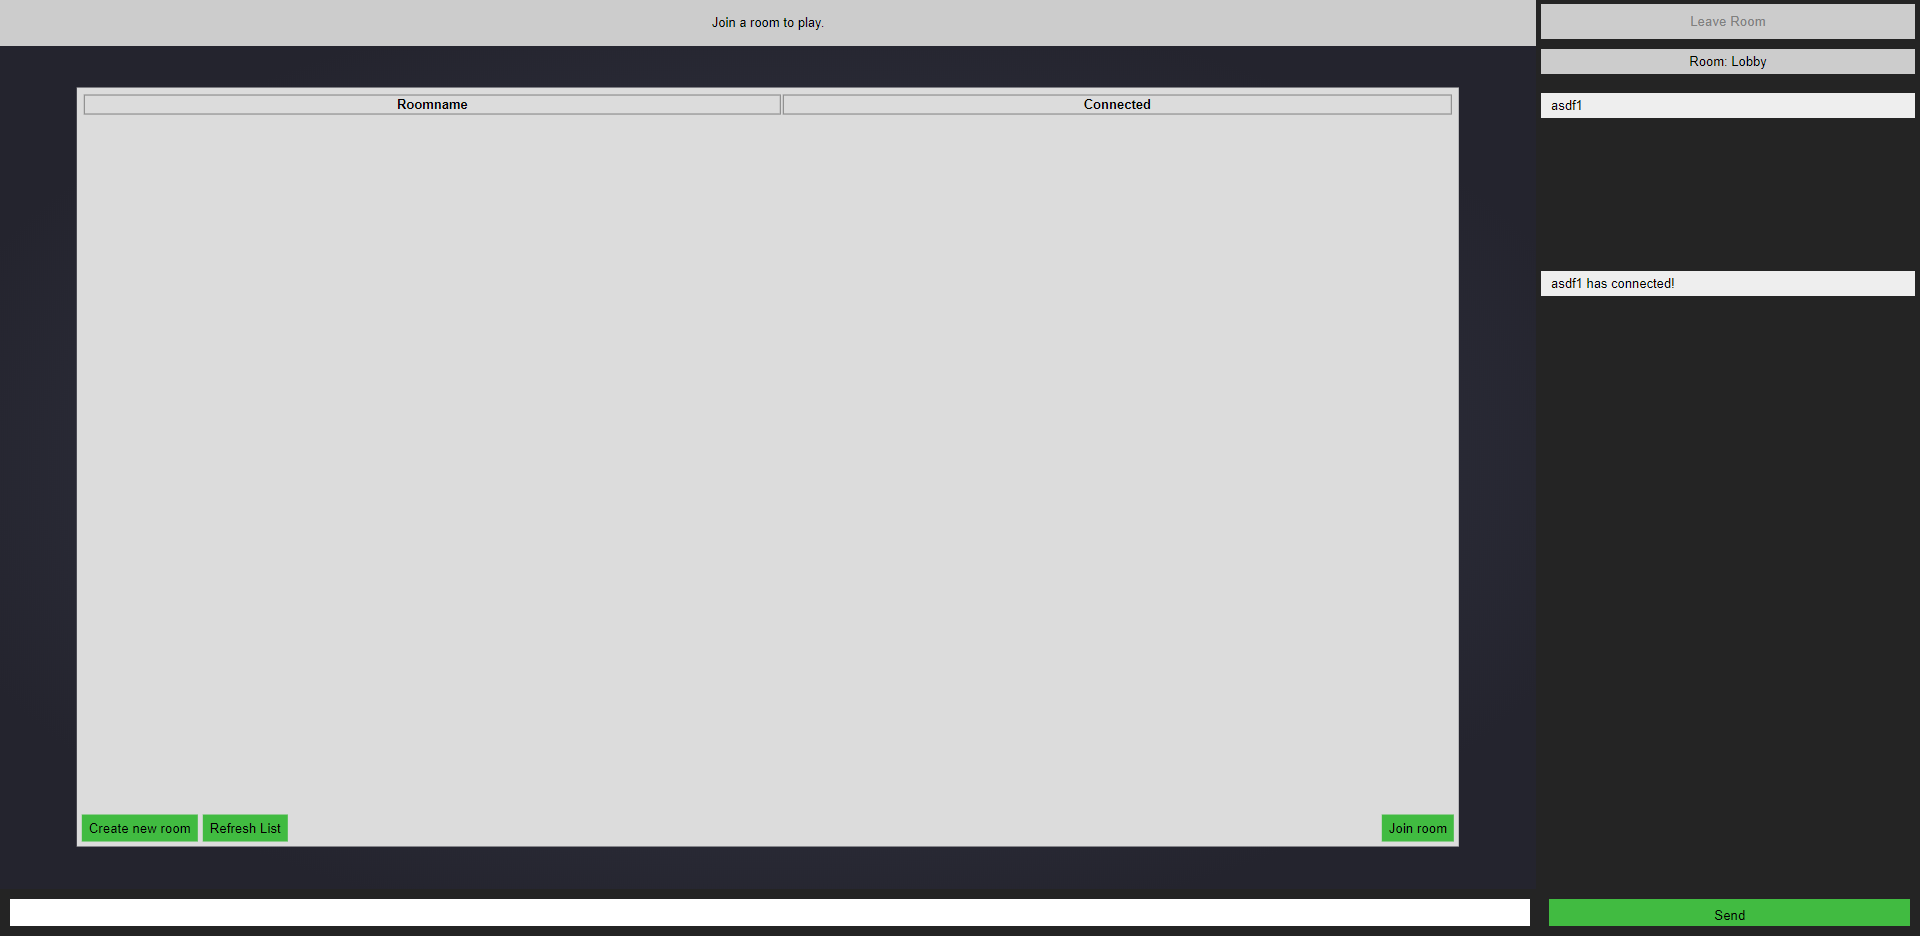 Join a room to play.
Leave Room
Room: Lobby
Roomname
Connected
asdf1
asdf1 has connected!
Create new room
Refresh List
Join room
Send